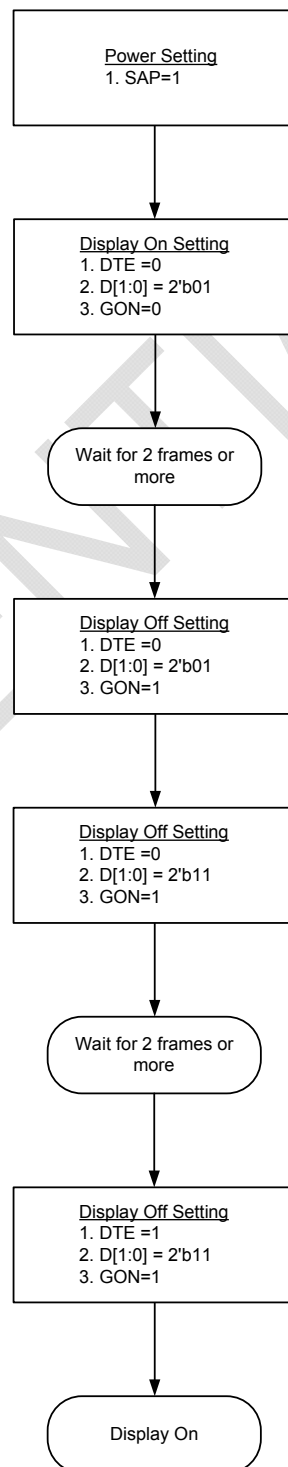 Power Setting
1. SAP=1
Display On Setting
1. DTE =0
2. D[1:0] = 2'b01
3. GON=0
Wait for 2 frames or
more
Display Off Setting
1. DTE =0
2. D[1:0] = 2'b01
3. GON=1
Display Off Setting
1. DTE =0
2. D[1:0] = 2'b11
3. GON=1
Wait for 2 frames or
more
Display Off Setting
1. DTE =1
2. D[1:0] = 2'b11
3. GON=1
Display On